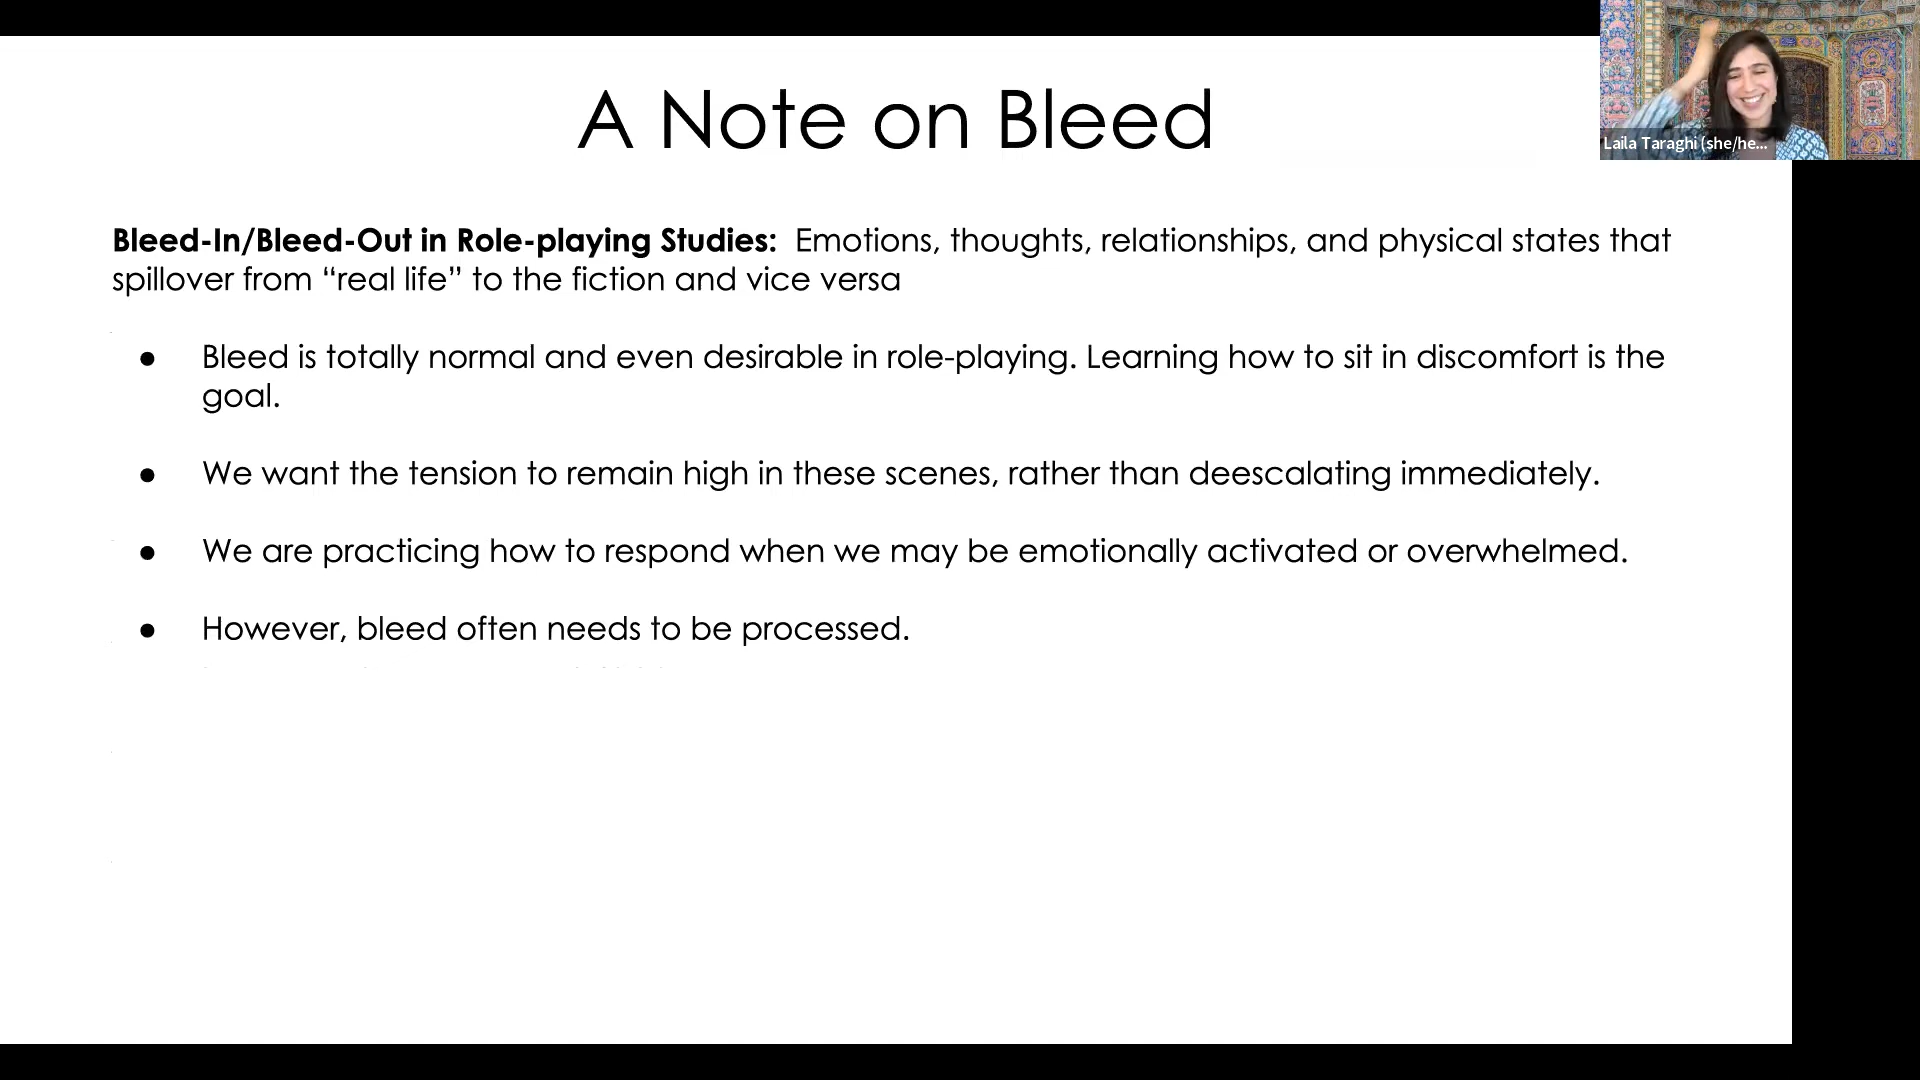 A Note on Bleed
Laila Taraghi (she/he...
Bleed-In/Bleed-Out in Role-playing Studies: Emotions, thoughts, relationships, and physical states that
spillover from “real life” to the fiction and vice versa
● Bleed is totally normal and even desirable in role-playing. Learning how to sit in discomfort is the
goal.
● We want the tension to remain high in these scenes, rather than deescalating immediately.
● We are practicing how to respond when we may be emotionally activated or overwhelmed.
● However, bleed often needs to be processed.